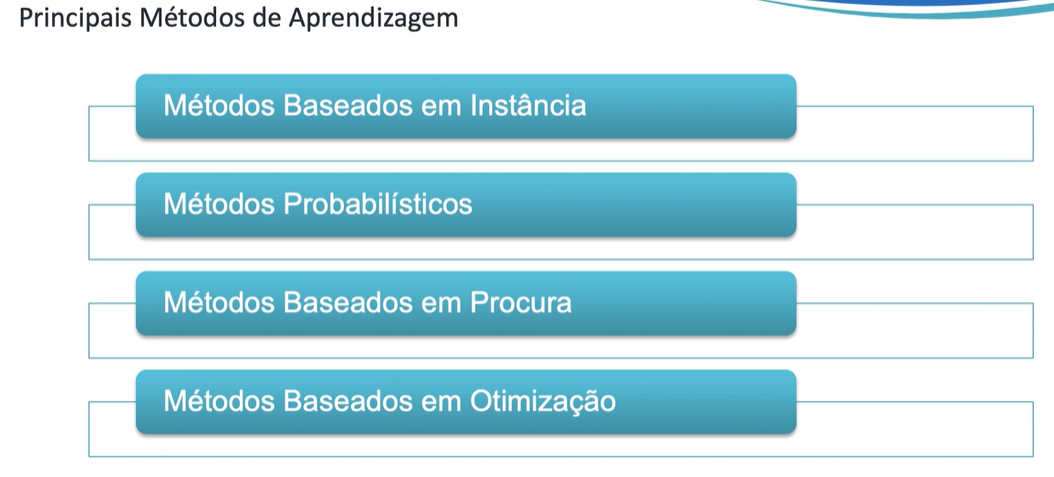 Principais Métodos de Aprendizagem
Métodos Baseados em Instância
Métodos Probabilísticos
Métodos Baseados em Procura
Métodos Baseados em Otimização